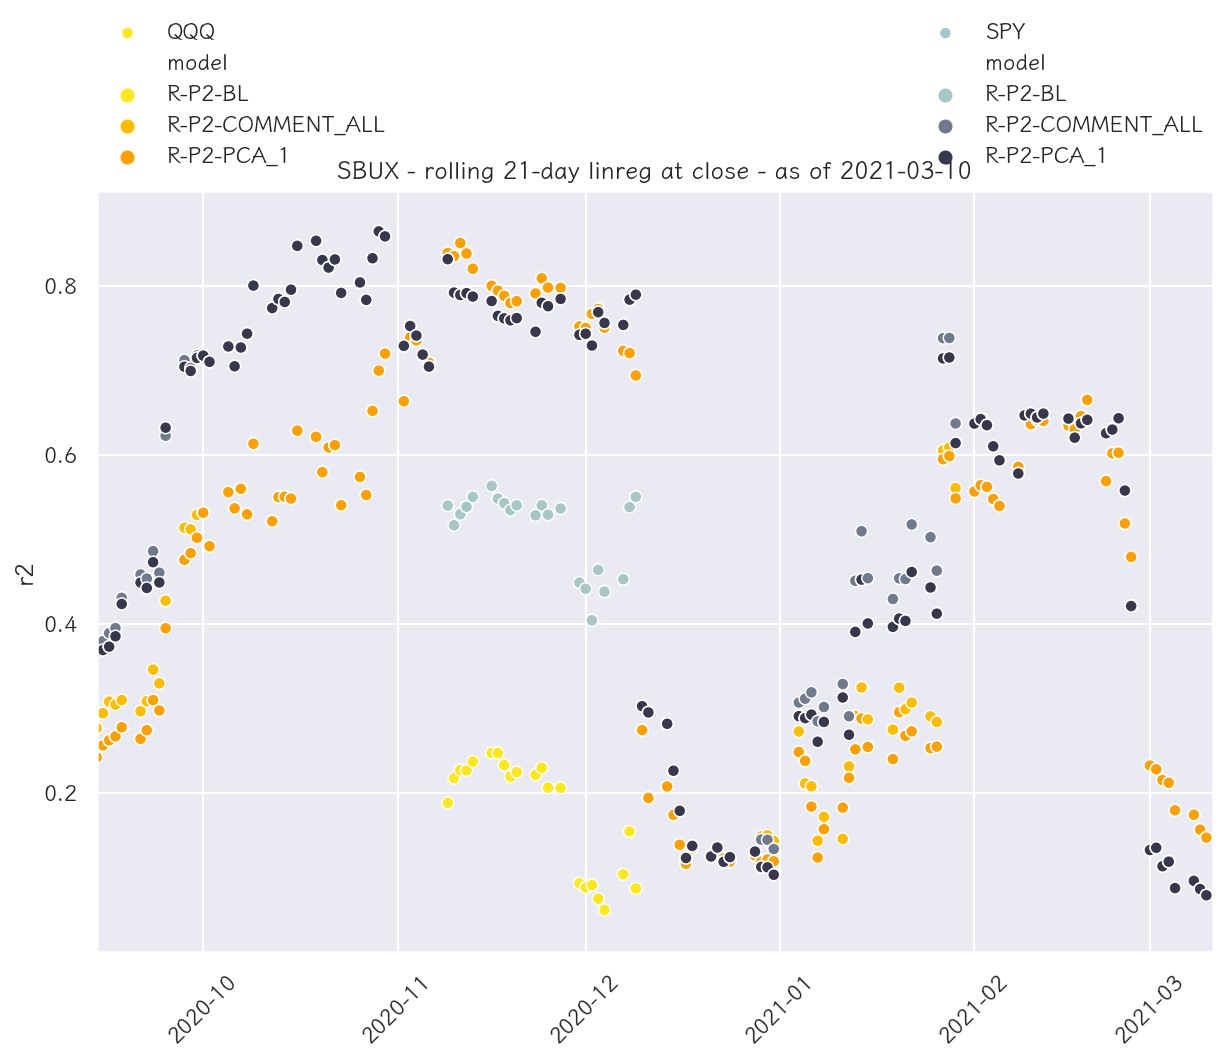 QQQ
model
R-P2-BL
R-P2-COMMENT_ALL
R-P2-PCA_1
SPY
model
R-P2-BL
R-P2-COMMENT_ALL
R-P2-PCA_1
SBUX - rolling 21-day linreg at close - as of 2021-03-10
r2
0.8
0.6
0.4
0.2
2020-10
2020-11
2020-12
2021-01
2021-02
2021-03